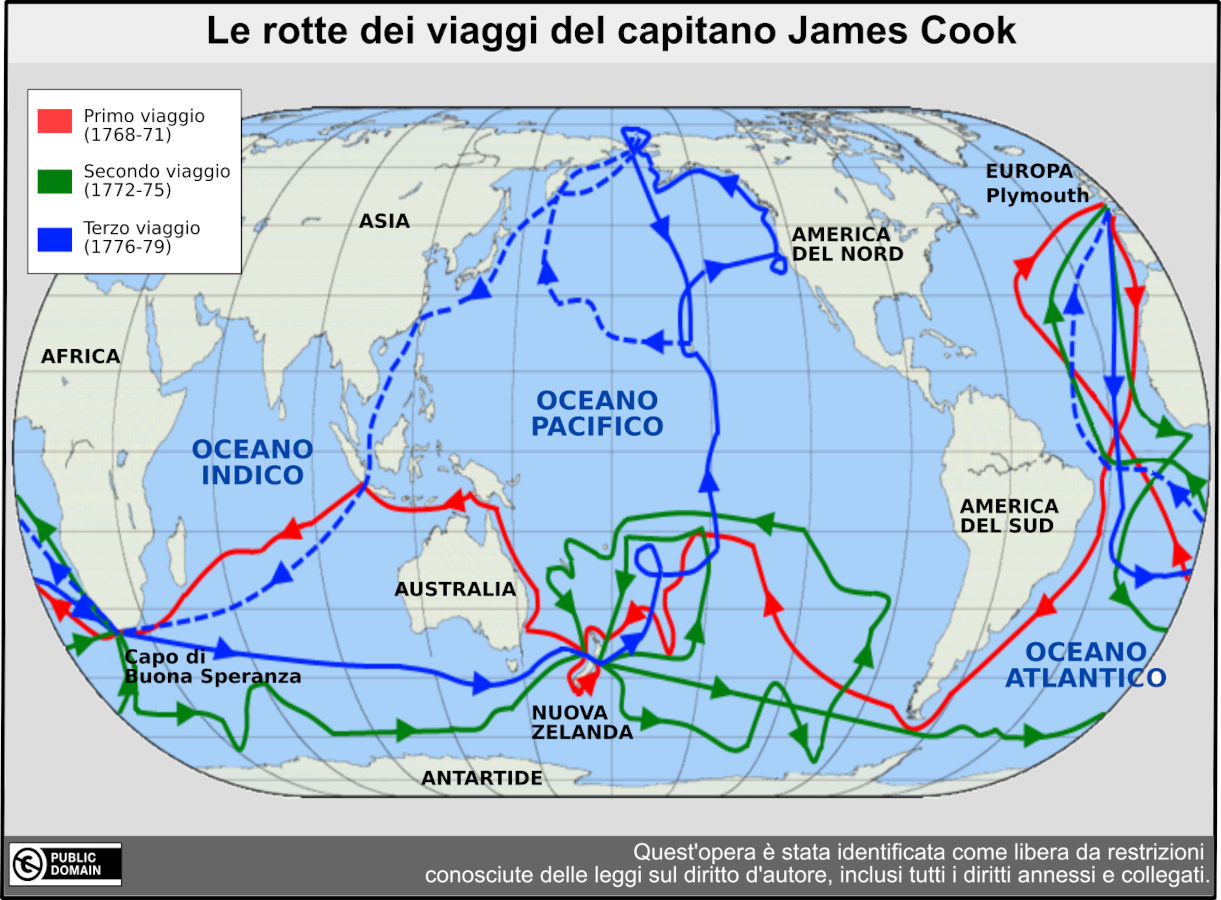 Le rotte dei viaggi del capitano James Cook
Primo viaggio
(1768-71)
Secondo viaggio
(1772-75)
Terzo viaggio
(1776-79)
EUROPA
Plymouth
ASIA
AMERICA
DEL NORD
AFRICA
OCEANO
PACIFICO
OCEANO
INDICO
AMERICA
DEL SUD
AUSTRALIA
Capo di
Buona Speranza
OCEANO
ATLANTICO
NUOVA
ZELANDA
ANTARTIDE
PUBLIC
DOMAIN
Quest'opera è stata identificata come libera da restrizioni
conosciute delle leggi sul diritto d'autore, inclusi tutti i diritti annessi e collegati.